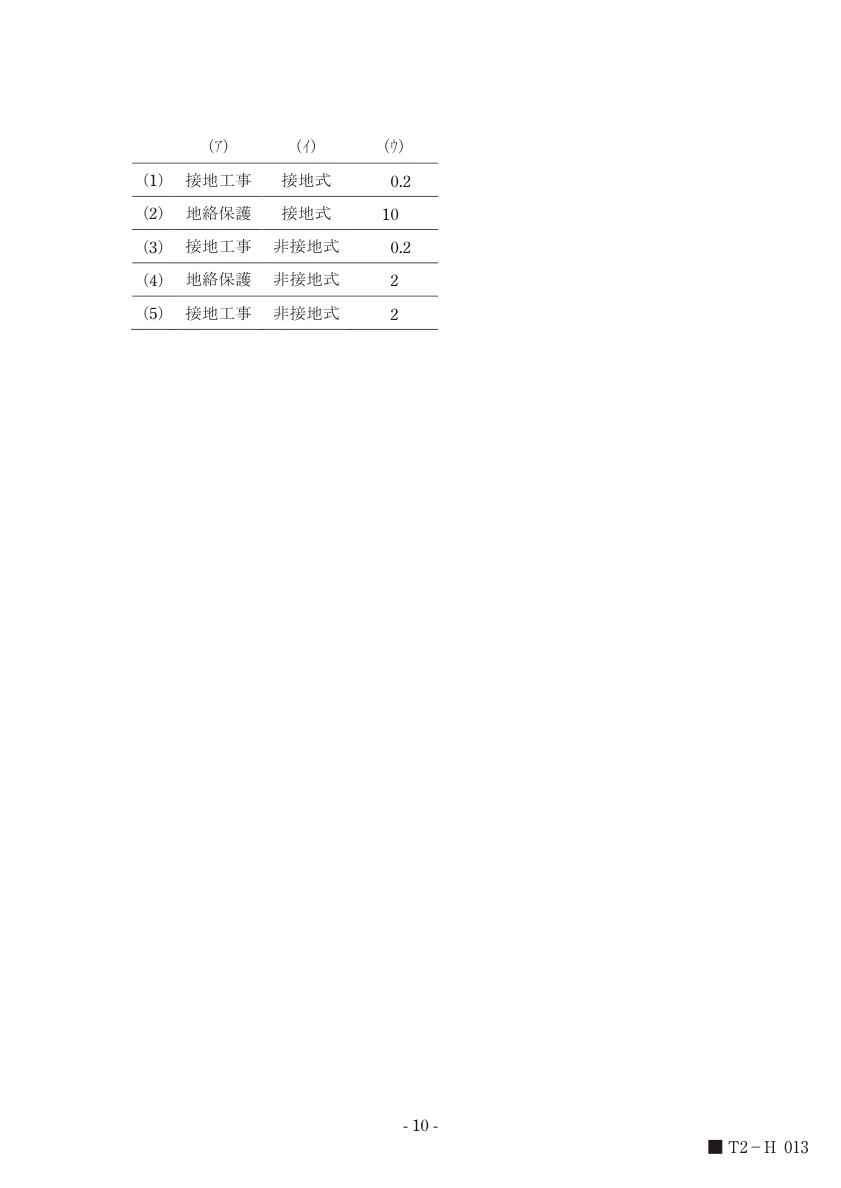 (ア) (イ) (ウ)
(1) 接地工事 接地式 0.2
(2) 地絡保護 接地式 10
(3) 接地工事 非接地式 0.2
(4) 地絡保護 非接地式 2
(5) 接地工事 非接地式 2
- 10 -
■ T2－H 013